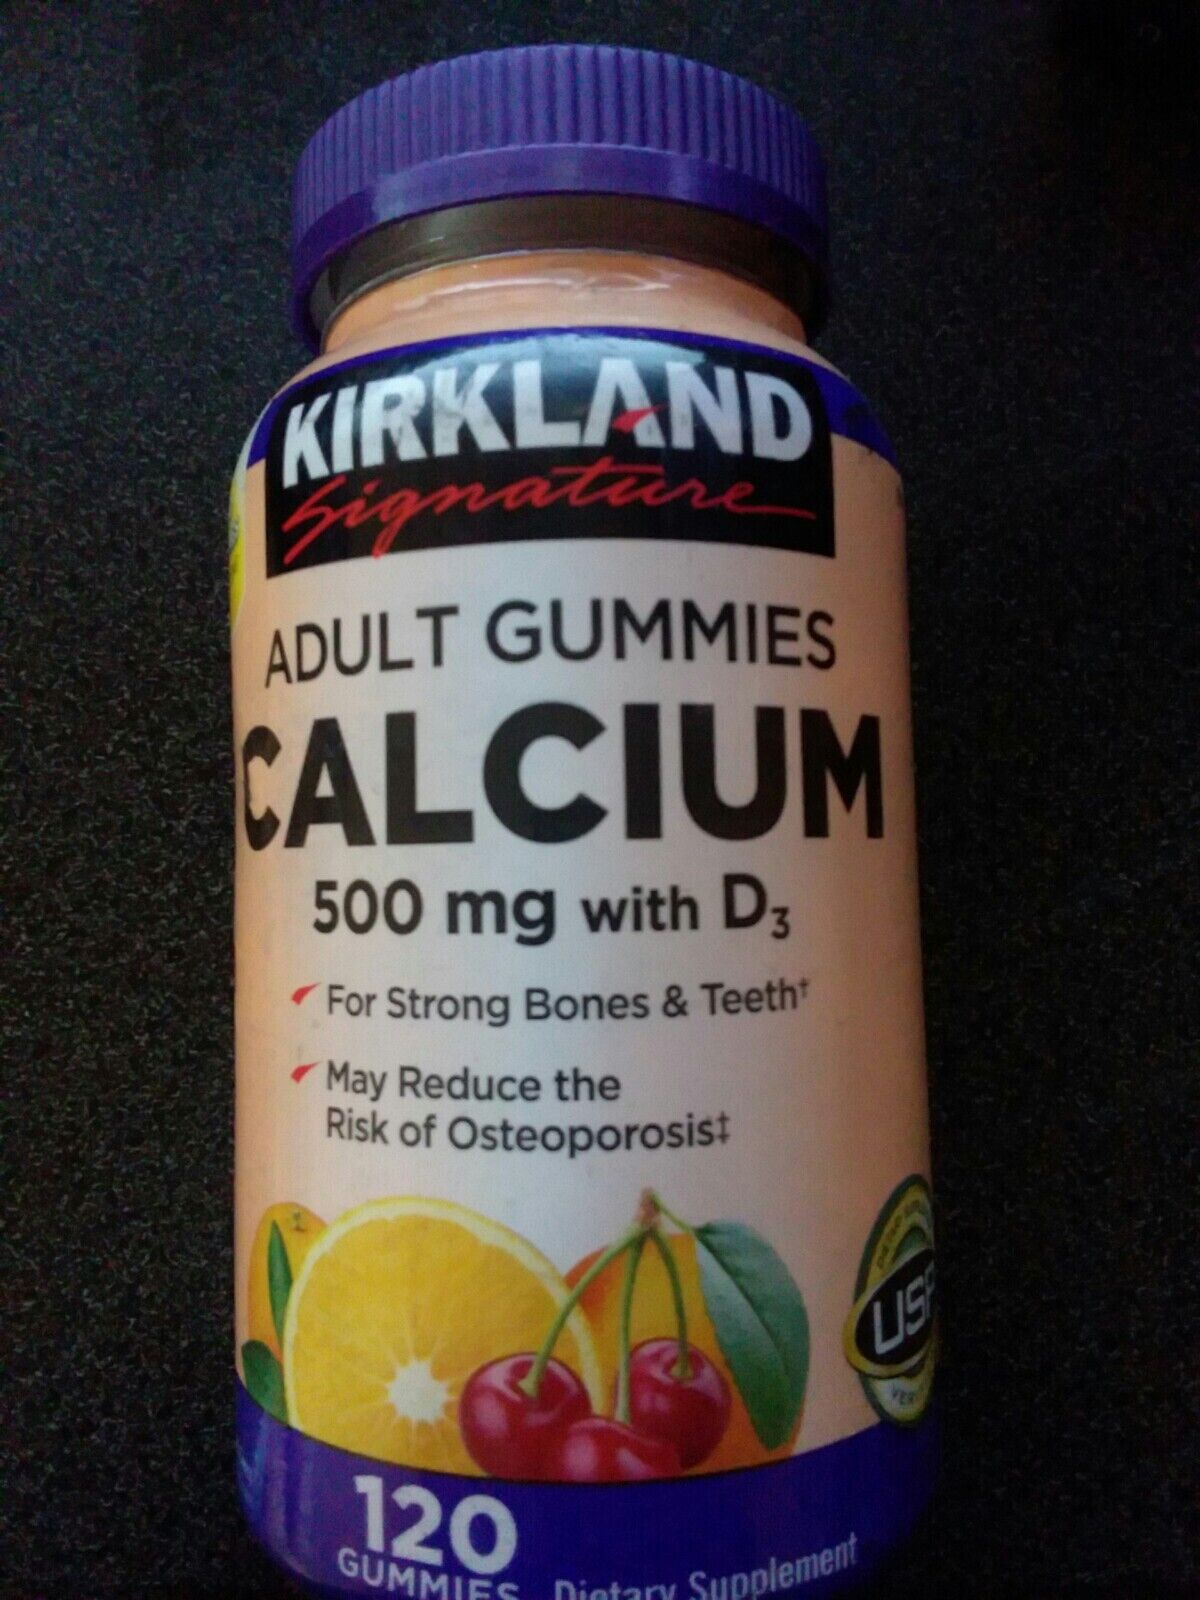 KIRKLAND
Signature
ADULT GUMMIES
CALCIUM
500 mg with D₃
For Strong Bones & Teeth†
May Reduce the
Risk of Osteoporosis‡
USP
120
GUMMIES
Dietary Supplement